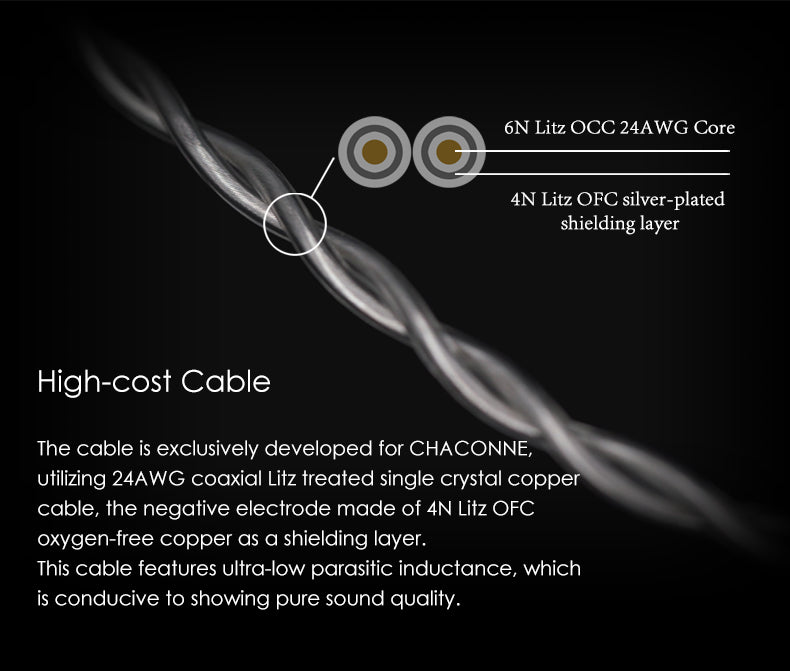 6N Litz OCC 24AWG Core
4N Litz OFC silver-plated
shielding layer
High-cost Cable
The cable is exclusively developed for CHACONNE,
utilizing 24AWG coaxial Litz treated single crystal copper
cable, the negative electrode made of 4N Litz OFC
oxygen-free copper as a shielding layer.
This cable features ultra-low parasitic inductance, which
is conducive to showing pure sound quality.